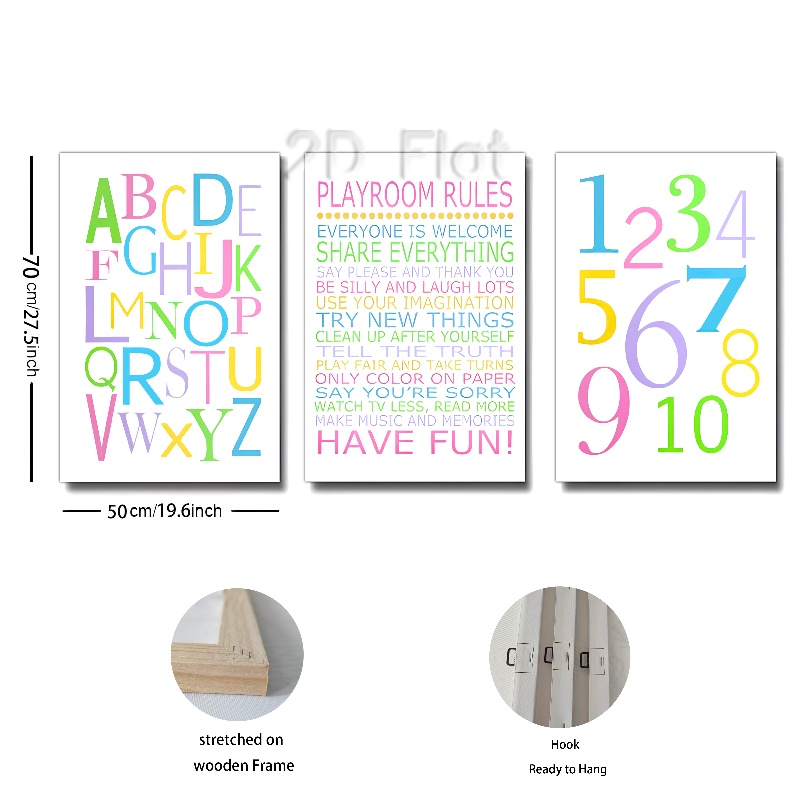 2D Flat
A B C D E
F G H I J K
L M N O P
Q R S T U
V W X Y Z
PLAYROOM RULES
EVERYONE IS WELCOME
SHARE EVERYTHING
SAY PLEASE AND THANK YOU
BE SILLY AND LAUGH LOTS
USE YOUR IMAGINATION
TRY NEW THINGS
CLEAN UP AFTER YOURSELF
TELL THE TRUTH
PLAY FAIR AND TAKE TURNS
ONLY COLOR ON PAPER
SAY YOU'RE SORRY
WATCH TV LESS, READ MORE
MAKE MUSIC AND MEMORIES
HAVE FUN!
1 2 3 4
5 6 7 8
9 10
70cm/27.5inch
50cm/19.6inch
stretched on
wooden Frame
Hook
Ready to Hang